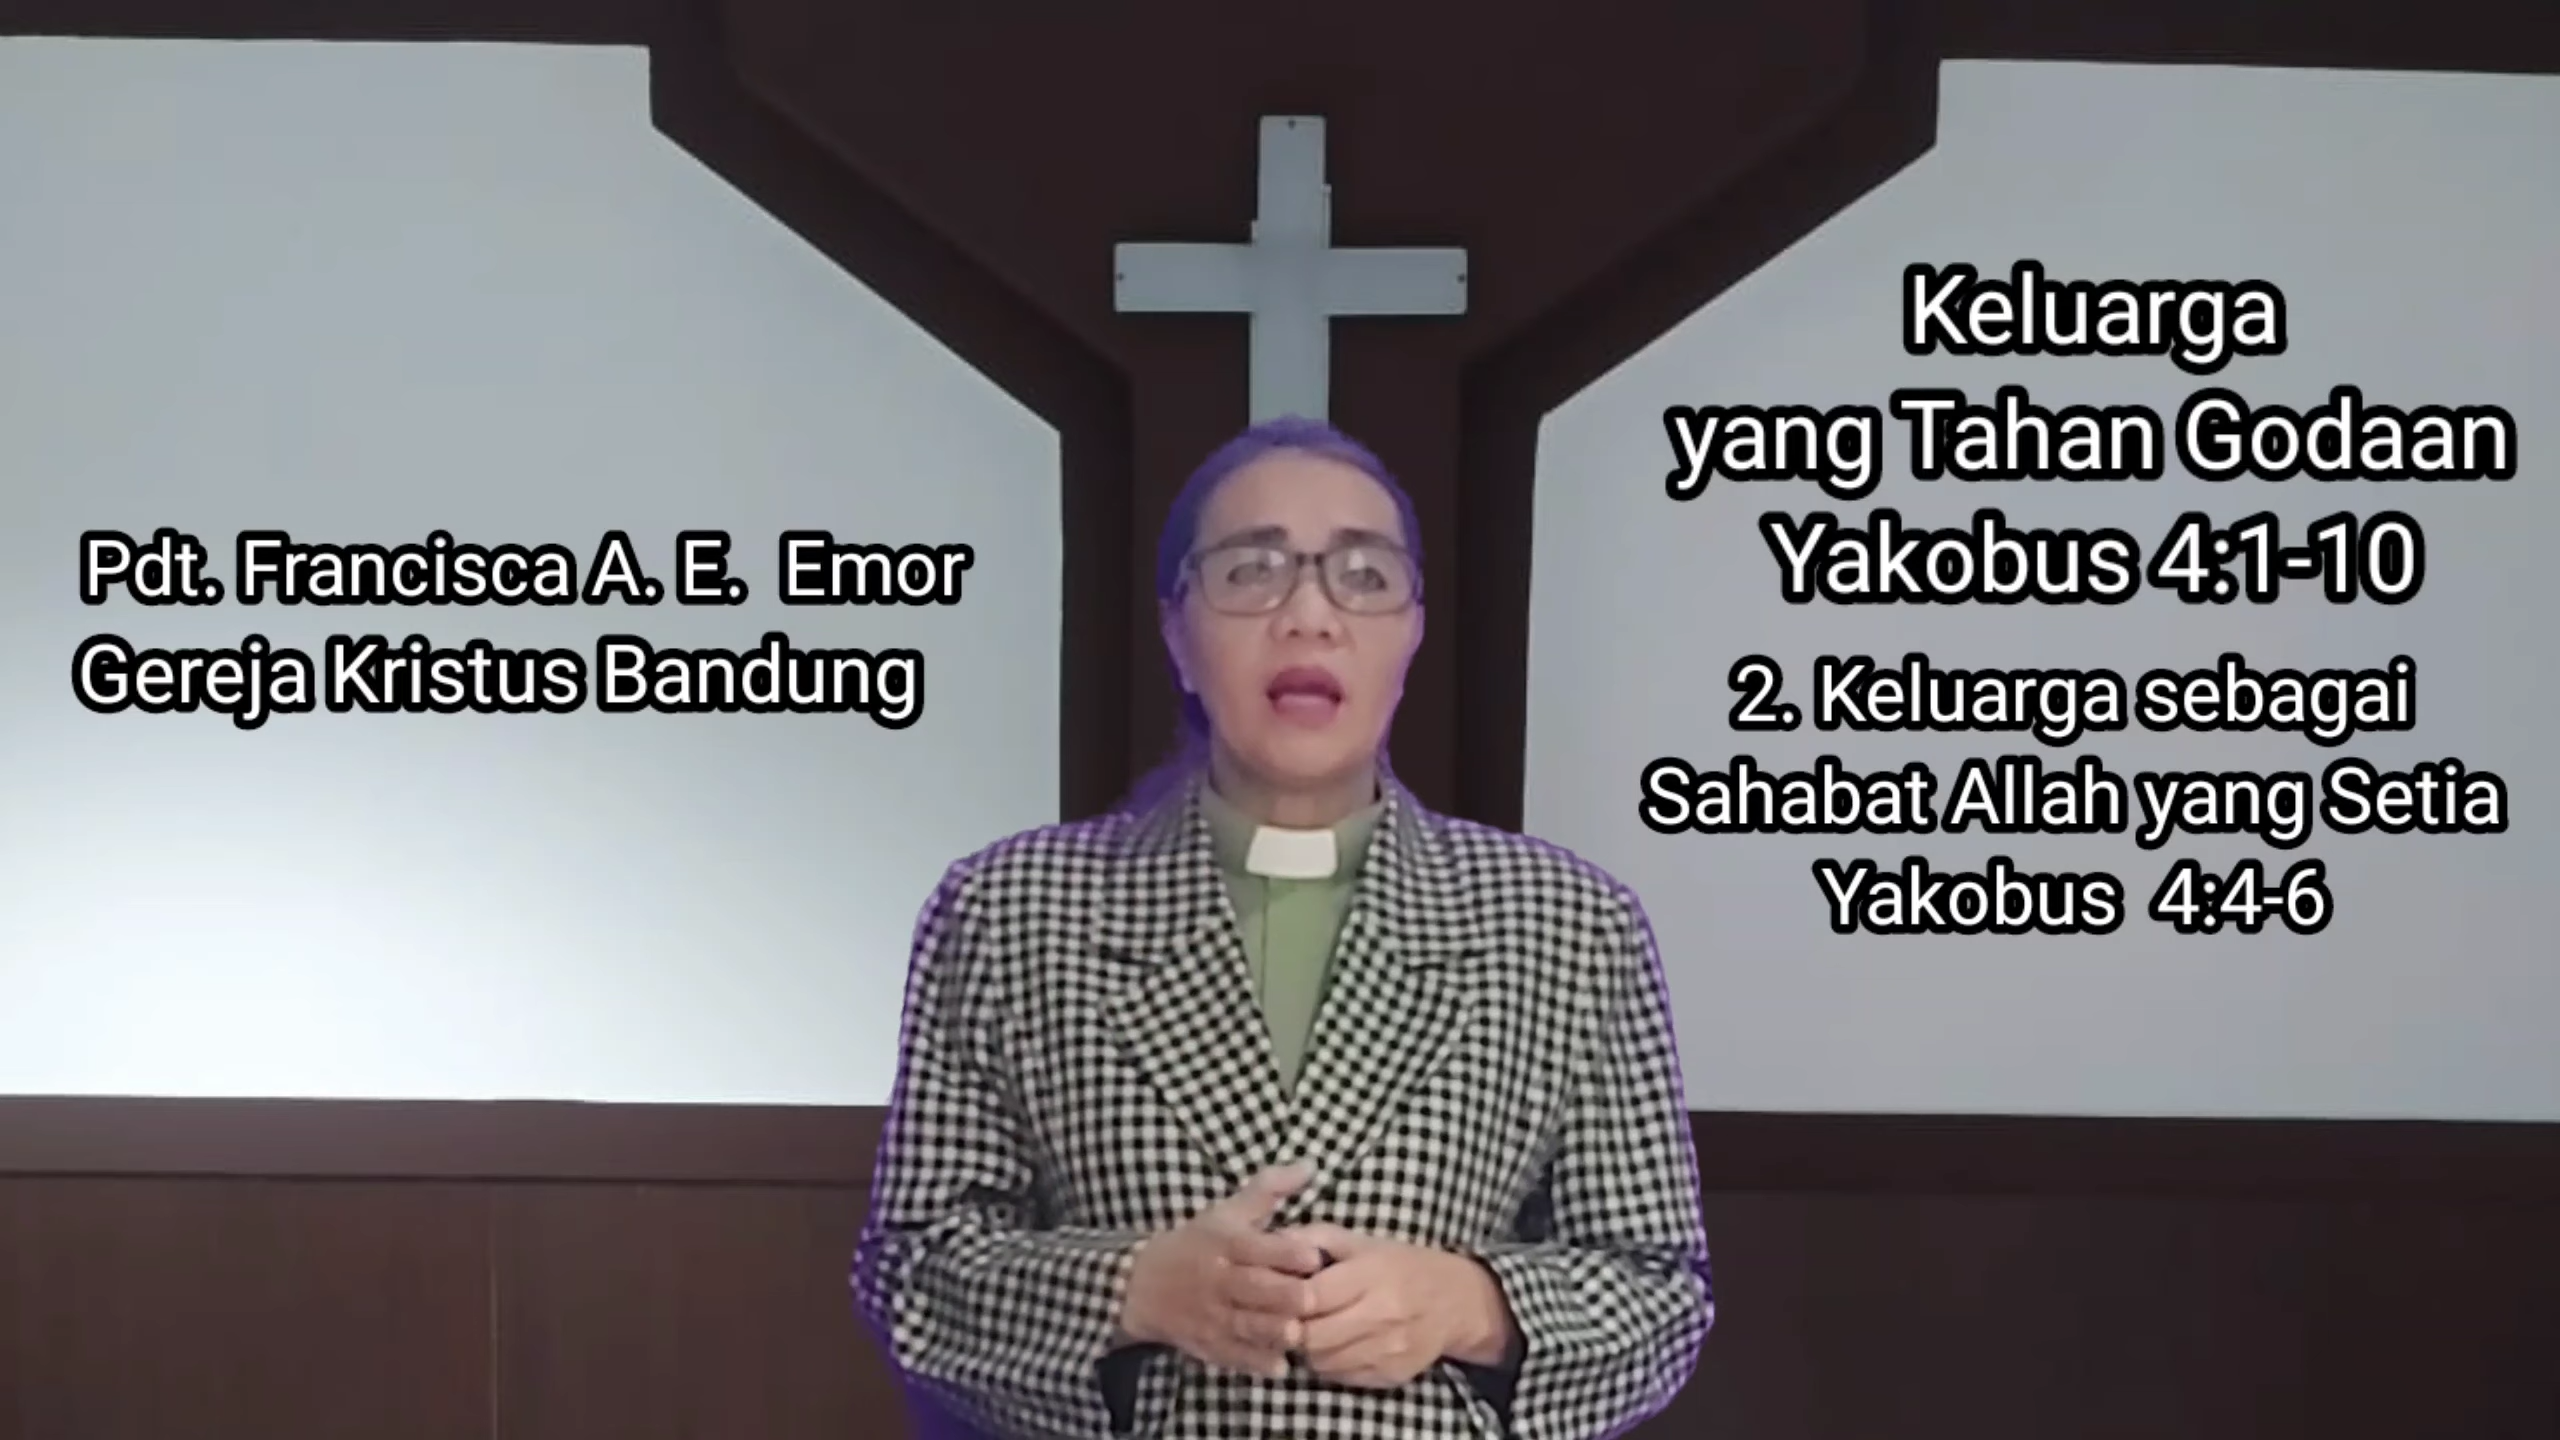 Pdt. Francisca A. E. Emor
Gereja Kristus Bandung
Keluarga
yang Tahan Godaan
Yakobus 4:1-10
2. Keluarga sebagai
Sahabat Allah yang Setia
Yakobus 4:4-6